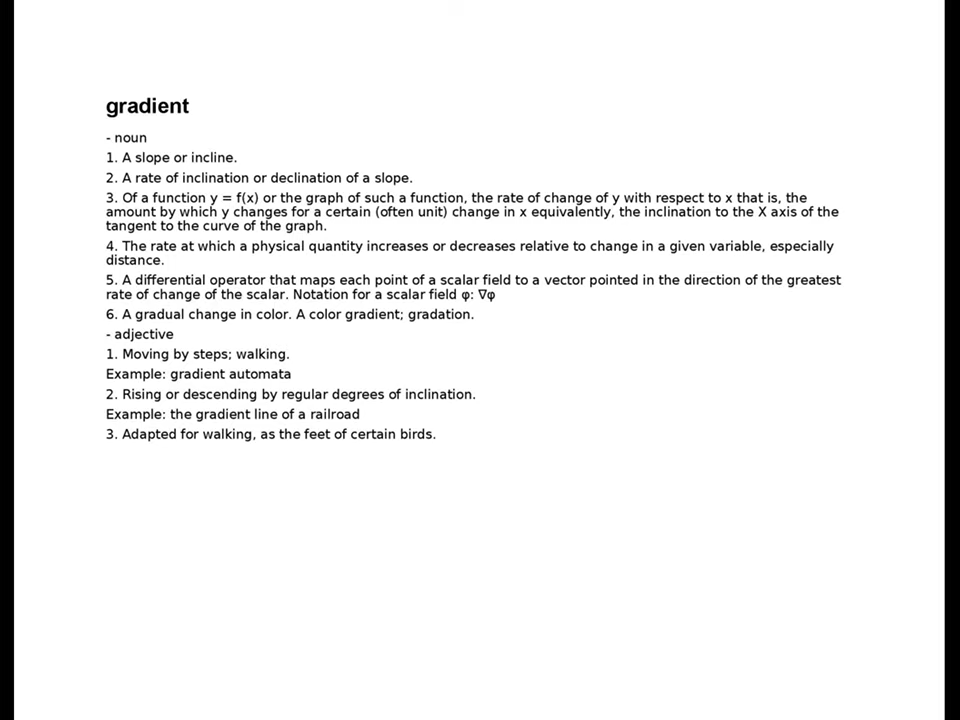 gradient
- noun
1. A slope or incline.
2. A rate of inclination or declination of a slope.
3. Of a function y = f(x) or the graph of such a function, the rate of change of y with respect to x that is, the
amount by which y changes for a certain (often unit) change in x equivalently, the inclination to the X axis of the
tangent to the curve of the graph.
4. The rate at which a physical quantity increases or decreases relative to change in a given variable, especially
distance.
5. A differential operator that maps each point of a scalar field to a vector pointed in the direction of the greatest
rate of change of the scalar. Notation for a scalar field φ: ∇φ
6. A gradual change in color. A color gradient; gradation.
- adjective
1. Moving by steps; walking.
Example: gradient automata
2. Rising or descending by regular degrees of inclination.
Example: the gradient line of a railroad
3. Adapted for walking, as the feet of certain birds.